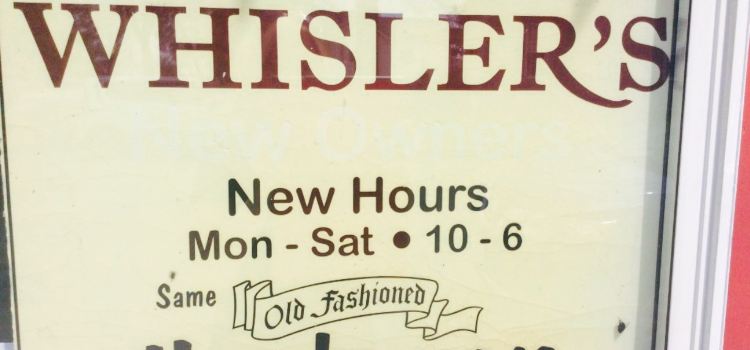 WHISLER'S
New Owners
New Hours
Mon - Sat • 10 - 6
Same Old Fashioned